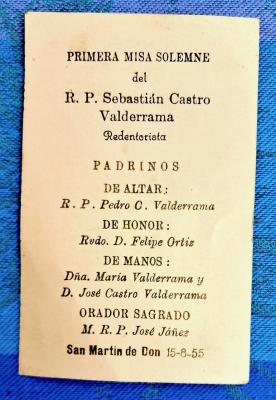 PRIMERA MISA SOLEMNE
del
R. P. Sebastián Castro
Valderrama
Redentorista
PADRINOS
DE ALTAR:
R. P. Pedro C. Valderrama
DE HONOR:
Rvdo. D. Felipe Ortiz
DE MANOS:
Dña. María Valderrama y
D. José Castro Valderrama
ORADOR SAGRADO
M. R. P. José Jáñez
San Martín de Don 15-8-55